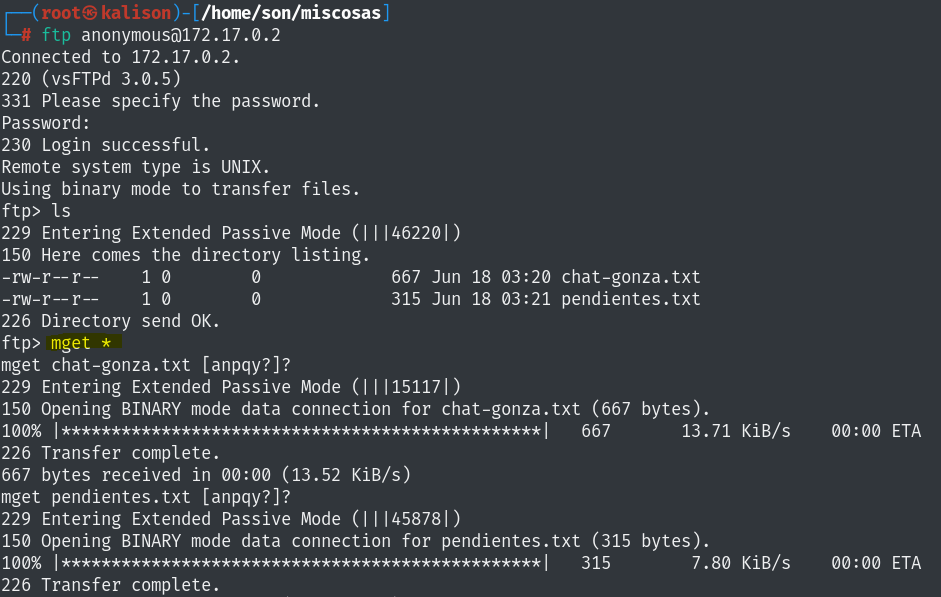 ┌──(root㉿kalison)-[/home/son/miscosas]
└─# ftp anonymous@172.17.0.2
Connected to 172.17.0.2.
220 (vsFTPd 3.0.5)
331 Please specify the password.
Password:
230 Login successful.
Remote system type is UNIX.
Using binary mode to transfer files.
ftp> ls
229 Entering Extended Passive Mode (|||46220|)
150 Here comes the directory listing.
-rw-r--r--    1 0        0             667 Jun 18 03:20 chat-gonza.txt
-rw-r--r--    1 0        0             315 Jun 18 03:21 pendientes.txt
226 Directory send OK.
ftp> mget *
mget chat-gonza.txt [anpqy?]?
229 Entering Extended Passive Mode (|||15117|)
150 Opening BINARY mode data connection for chat-gonza.txt (667 bytes).
100% |************************************************|   667       13.71 KiB/s    00:00 ETA
226 Transfer complete.
667 bytes received in 00:00 (13.52 KiB/s)
mget pendientes.txt [anpqy?]?
229 Entering Extended Passive Mode (|||45878|)
150 Opening BINARY mode data connection for pendientes.txt (315 bytes).
100% |************************************************|   315        7.80 KiB/s    00:00 ETA
226 Transfer complete.